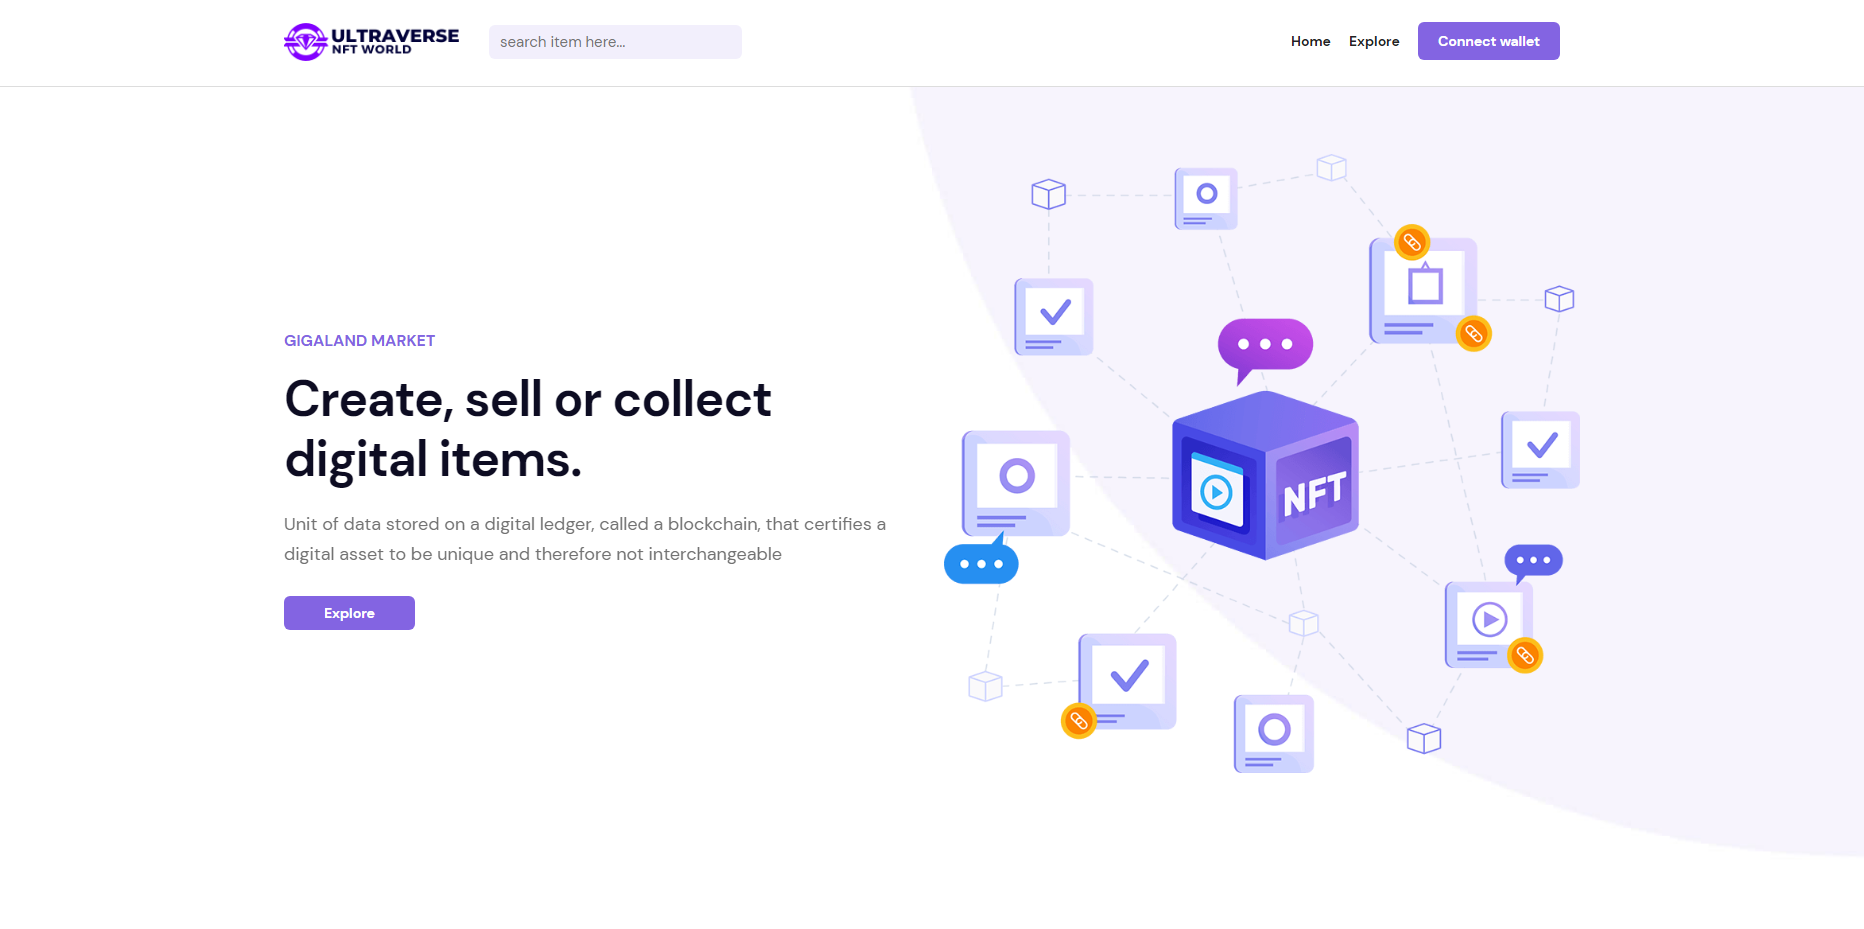 ULTRAVERSE
NFT WORLD
search item here...
Home
Explore
Connect wallet
GIGALAND MARKET
Create, sell or collect
digital items.
Unit of data stored on a digital ledger, called a blockchain, that certifies a
digital asset to be unique and therefore not interchangeable
Explore
NFT